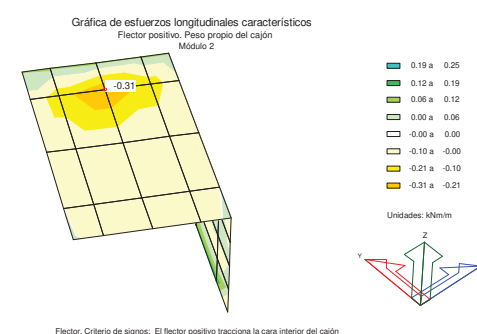 Gráfica de esfuerzos longitudinales característicos
Flector positivo. Peso propio del cajón
Módulo 2
-0.31
0.19 a 0.25
0.12 a 0.19
0.06 a 0.12
0.00 a 0.06
-0.00 a 0.00
-0.10 a -0.00
-0.21 a -0.10
-0.31 a -0.21
Unidades: kNm/m
Z
Y
Flector. Criterio de signos: El flector positivo tracciona la cara interior del cajón